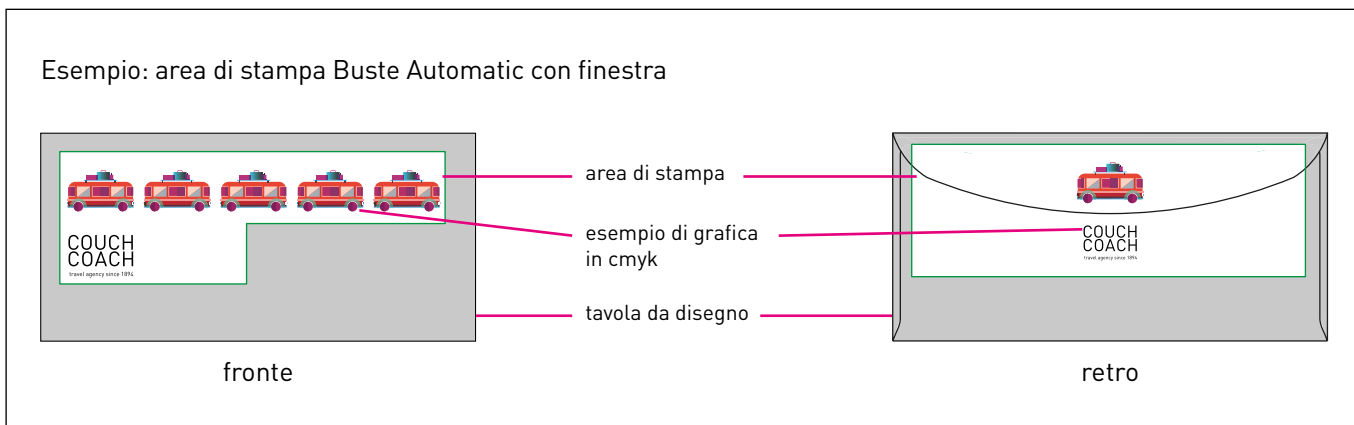 Esempio: area di stampa Buste Automatic con finestra
COUCH
COACH
travel agency since 1894
fronte
area di stampa
esempio di grafica
in cmyk
tavola da disegno
COUCH
COACH
travel agency since 1894
retro